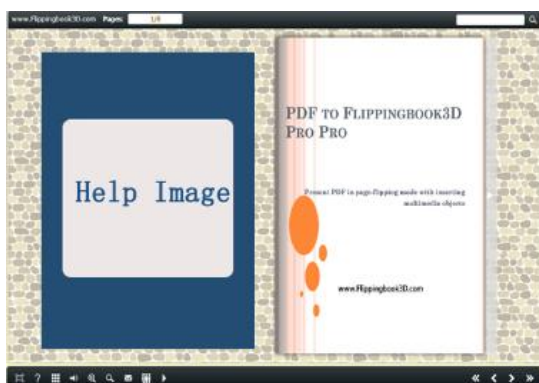 www.Flippingbook3D.com Pages: 1/8
Help Image
PDF TO FLIPPINGBOOK3D
PRO PRO
Present PDF in page-flipping mode with inserting
multimedia objects
www.Flippingbook3D.com